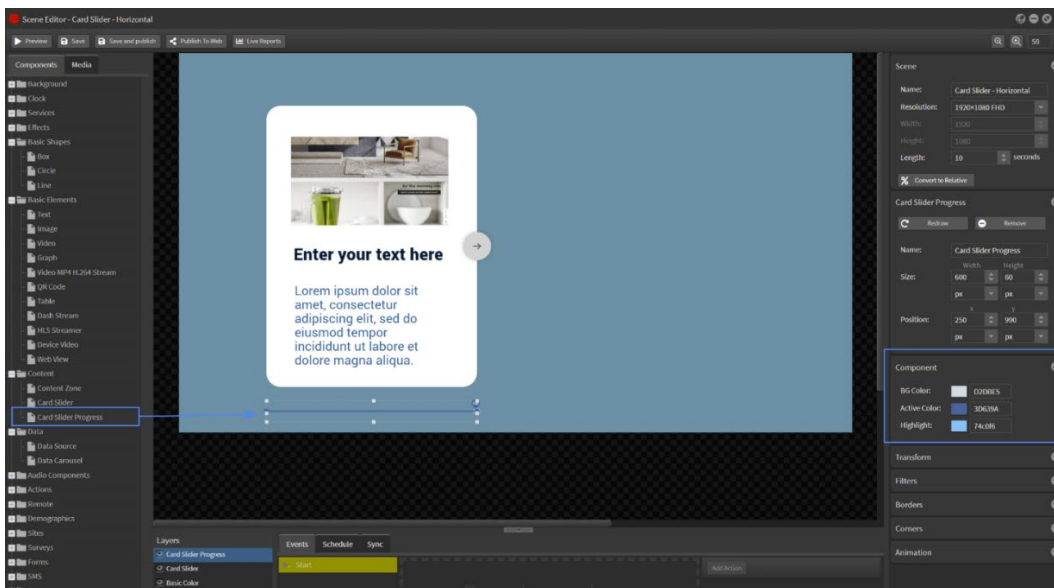 Scene Editor - Card Slider - Horizontal
Preview Save Save and publish Publish To Web Live Reports 59
Components Media
Background
Clock
Services
Effects
Basic Shapes
Box
Circle
Line
Basic Elements
Text
Image
Video
Graph
Video MP4 H.264 Stream
QR Code
Table
Dash Stream
HLS Streamer
Device Video
Web View
Content
Content Zone
Card Slider
Card Slider Progress
Data
Data Source
Data Carousel
Audio Components
Actions
Remote
Demographics
Sites
Surveys
Forms
SMS
Enter your text here
Lorem ipsum dolor sit
amet, consectetur
adipiscing elit, sed do
eiusmod tempor
incididunt ut labore et
dolore magna aliqua.
Layers
Card Slider Progress
Card Slider
Basic Color
Events Schedule Sync
Start
Add Action
Scene
Name: Card Slider - Horizontal
Resolution: 1920×1080 FHD
Width: 1920
Height: 1080
Length: 10 seconds
Convert to Relative
Card Slider Progress
Redraw Remove
Name: Card Slider Progress
Width Height
Size: 600 60
px px
x y
Position: 250 990
px px
Component
BG Color: D2DBE5
Active Color: 3D639A
Highlight: 74c0f6
Transform
Filters
Borders
Corners
Animation